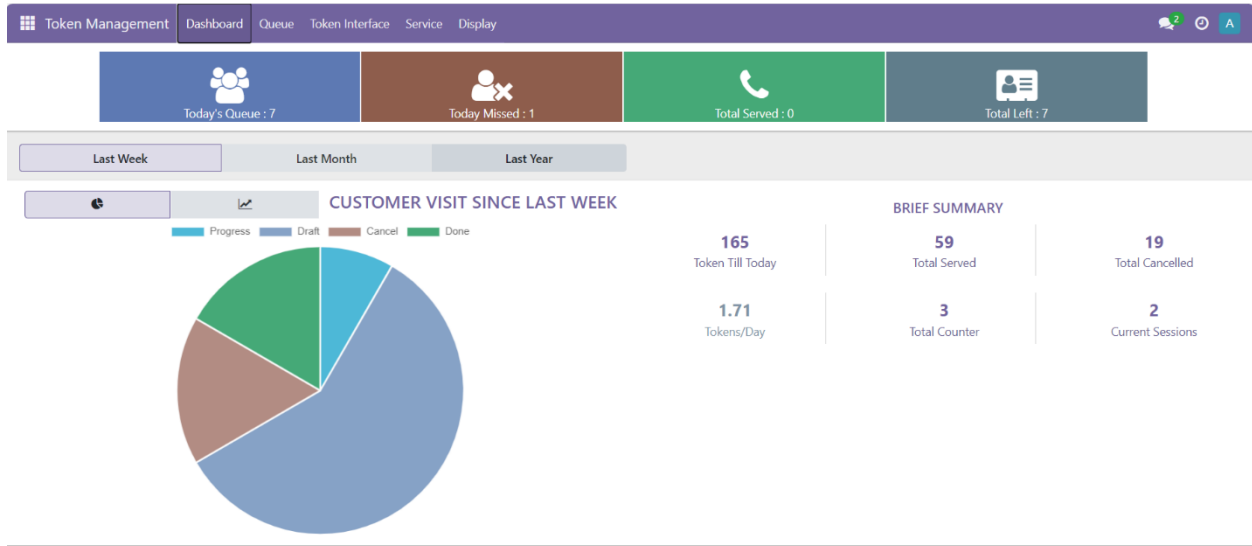 Token Management Dashboard Queue Token Interface Service Display 2 A
Today's Queue : 7 Today Missed : 1 Total Served : 0 Total Left : 7
Last Week Last Month Last Year
CUSTOMER VISIT SINCE LAST WEEK
Progress Draft Cancel Done
BRIEF SUMMARY
165 59 19
Token Till Today Total Served Total Cancelled
1.71 3 2
Tokens/Day Total Counter Current Sessions